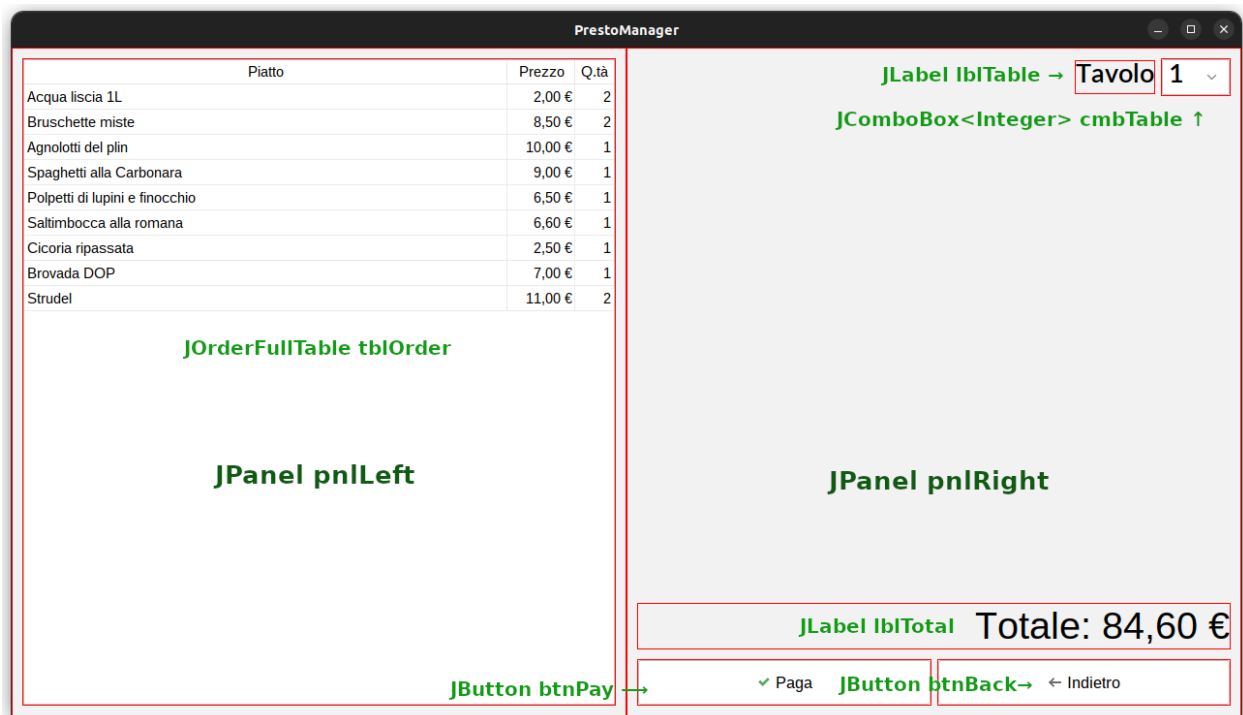 PrestoManager
Piatto Prezzo Q.tà
Acqua liscia 1L 2,00 € 2
Bruschette miste 8,50 € 2
Agnolotti del plin 10,00 € 1
Spaghetti alla Carbonara 9,00 € 1
Polpetti di lupini e finocchio 6,50 € 1
Saltimbocca alla romana 6,60 € 1
Cicoria ripassata 2,50 € 1
Brovada DOP 7,00 € 1
Strudel 11,00 € 2
JOrderFullTable tblOrder
JPanel pnlLeft
JLabel lblTable → Tavolo 1
JComboBox<Integer> cmbTable ↑
JPanel pnlRight
JLabel lblTotal Totale: 84,60 €
JButton btnPay → Paga JButton btnBack→ Indietro